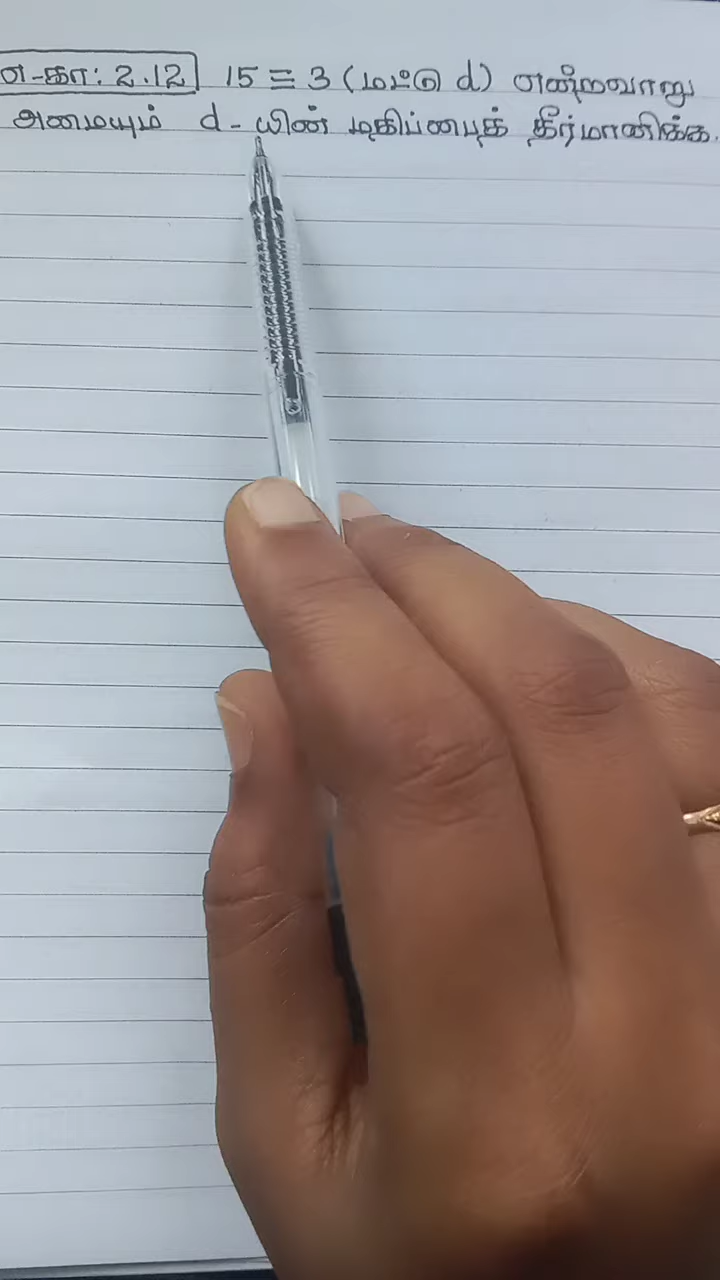 எ-கா: 2.12 15 ≡ 3 (மட்டு d) என்றவாறு
அமையும் d - யின் மதிப்பைத் தீர்மானிக்க.